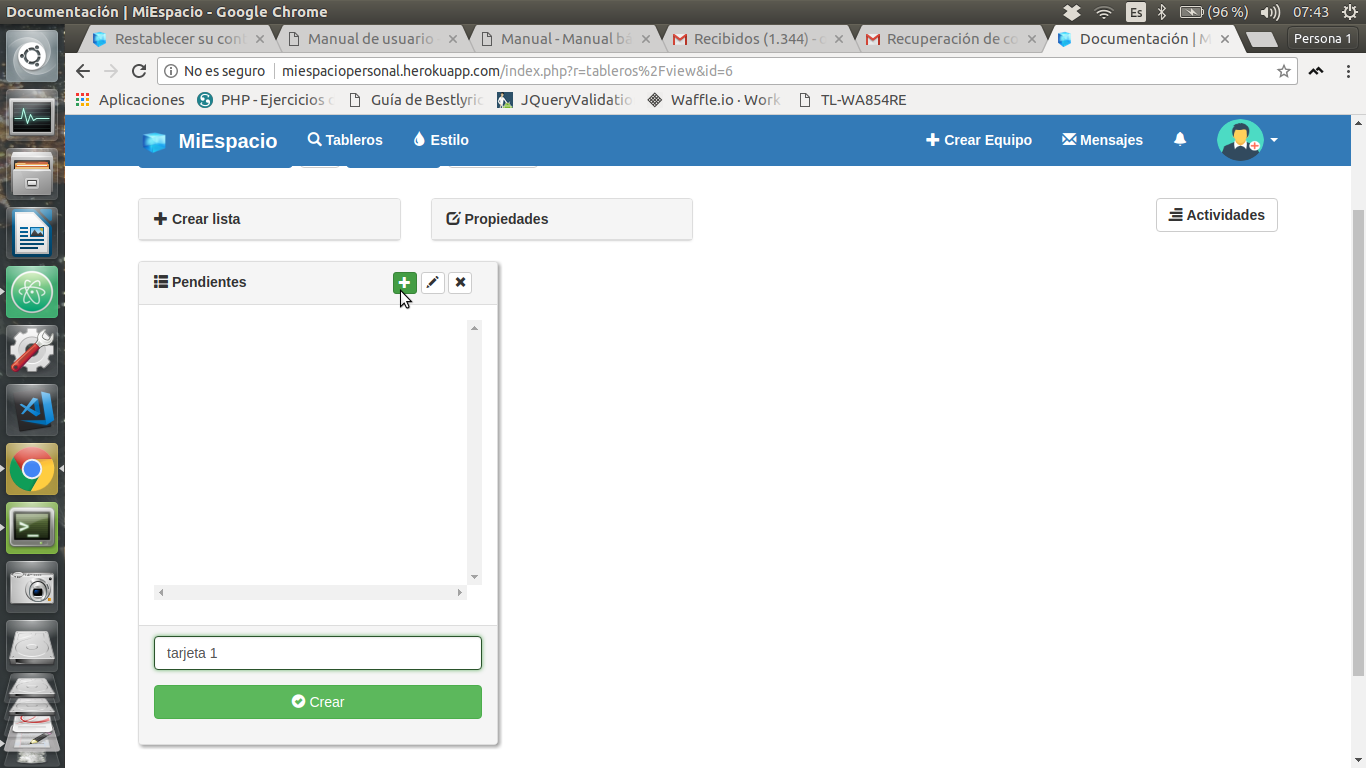 Documentación | MiEspacio - Google Chrome
Es
(96 %)
07:43
Restablecer su con
Manual de usuario
Manual - Manual ba
Recibidos (1.344) - c
Recuperación de co
Documentación | M
Persona 1
No es seguro
miespaciopersonal.herokuapp.com/index.php?r=tableros%2Fview&id=6
Aplicaciones
PHP - Ejercicios c
Guía de Bestlyric
JQueryValidatio
Waffle.io · Work
TL-WA854RE
MiEspacio
Tableros
Estilo
Crear Equipo
Mensajes
Crear lista
Propiedades
Actividades
Pendientes
tarjeta 1
Crear